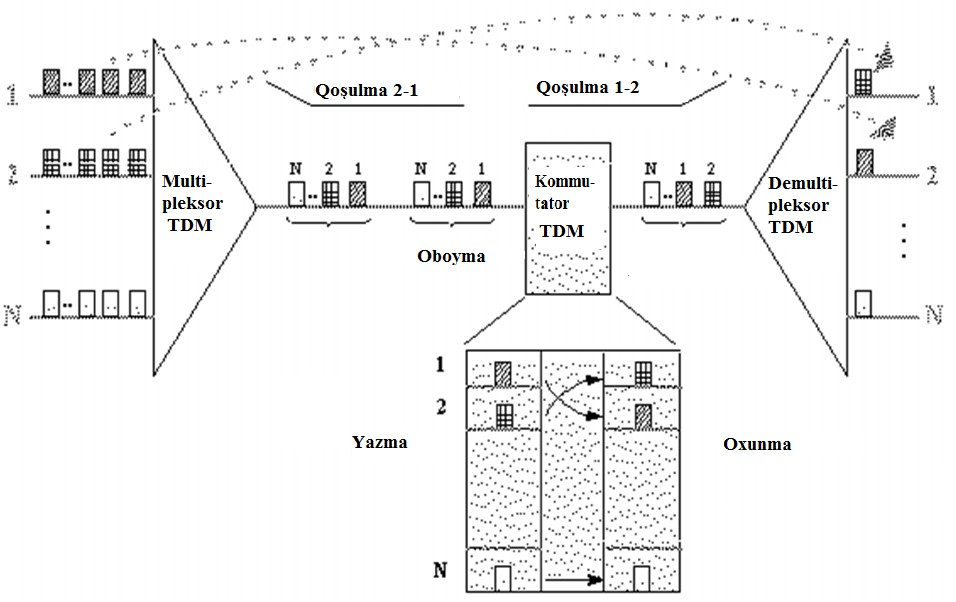 Qoşulma 2-1
Qoşulma 1-2
1
1
2
2
N 2 1
N 2 1
N 1 2
Multi-
pleksor
TDM
Kommu-
tator
TDM
Demulti-
pleksor
TDM
Oboyma
N
N
1
2
Yazma
Oxunma
N